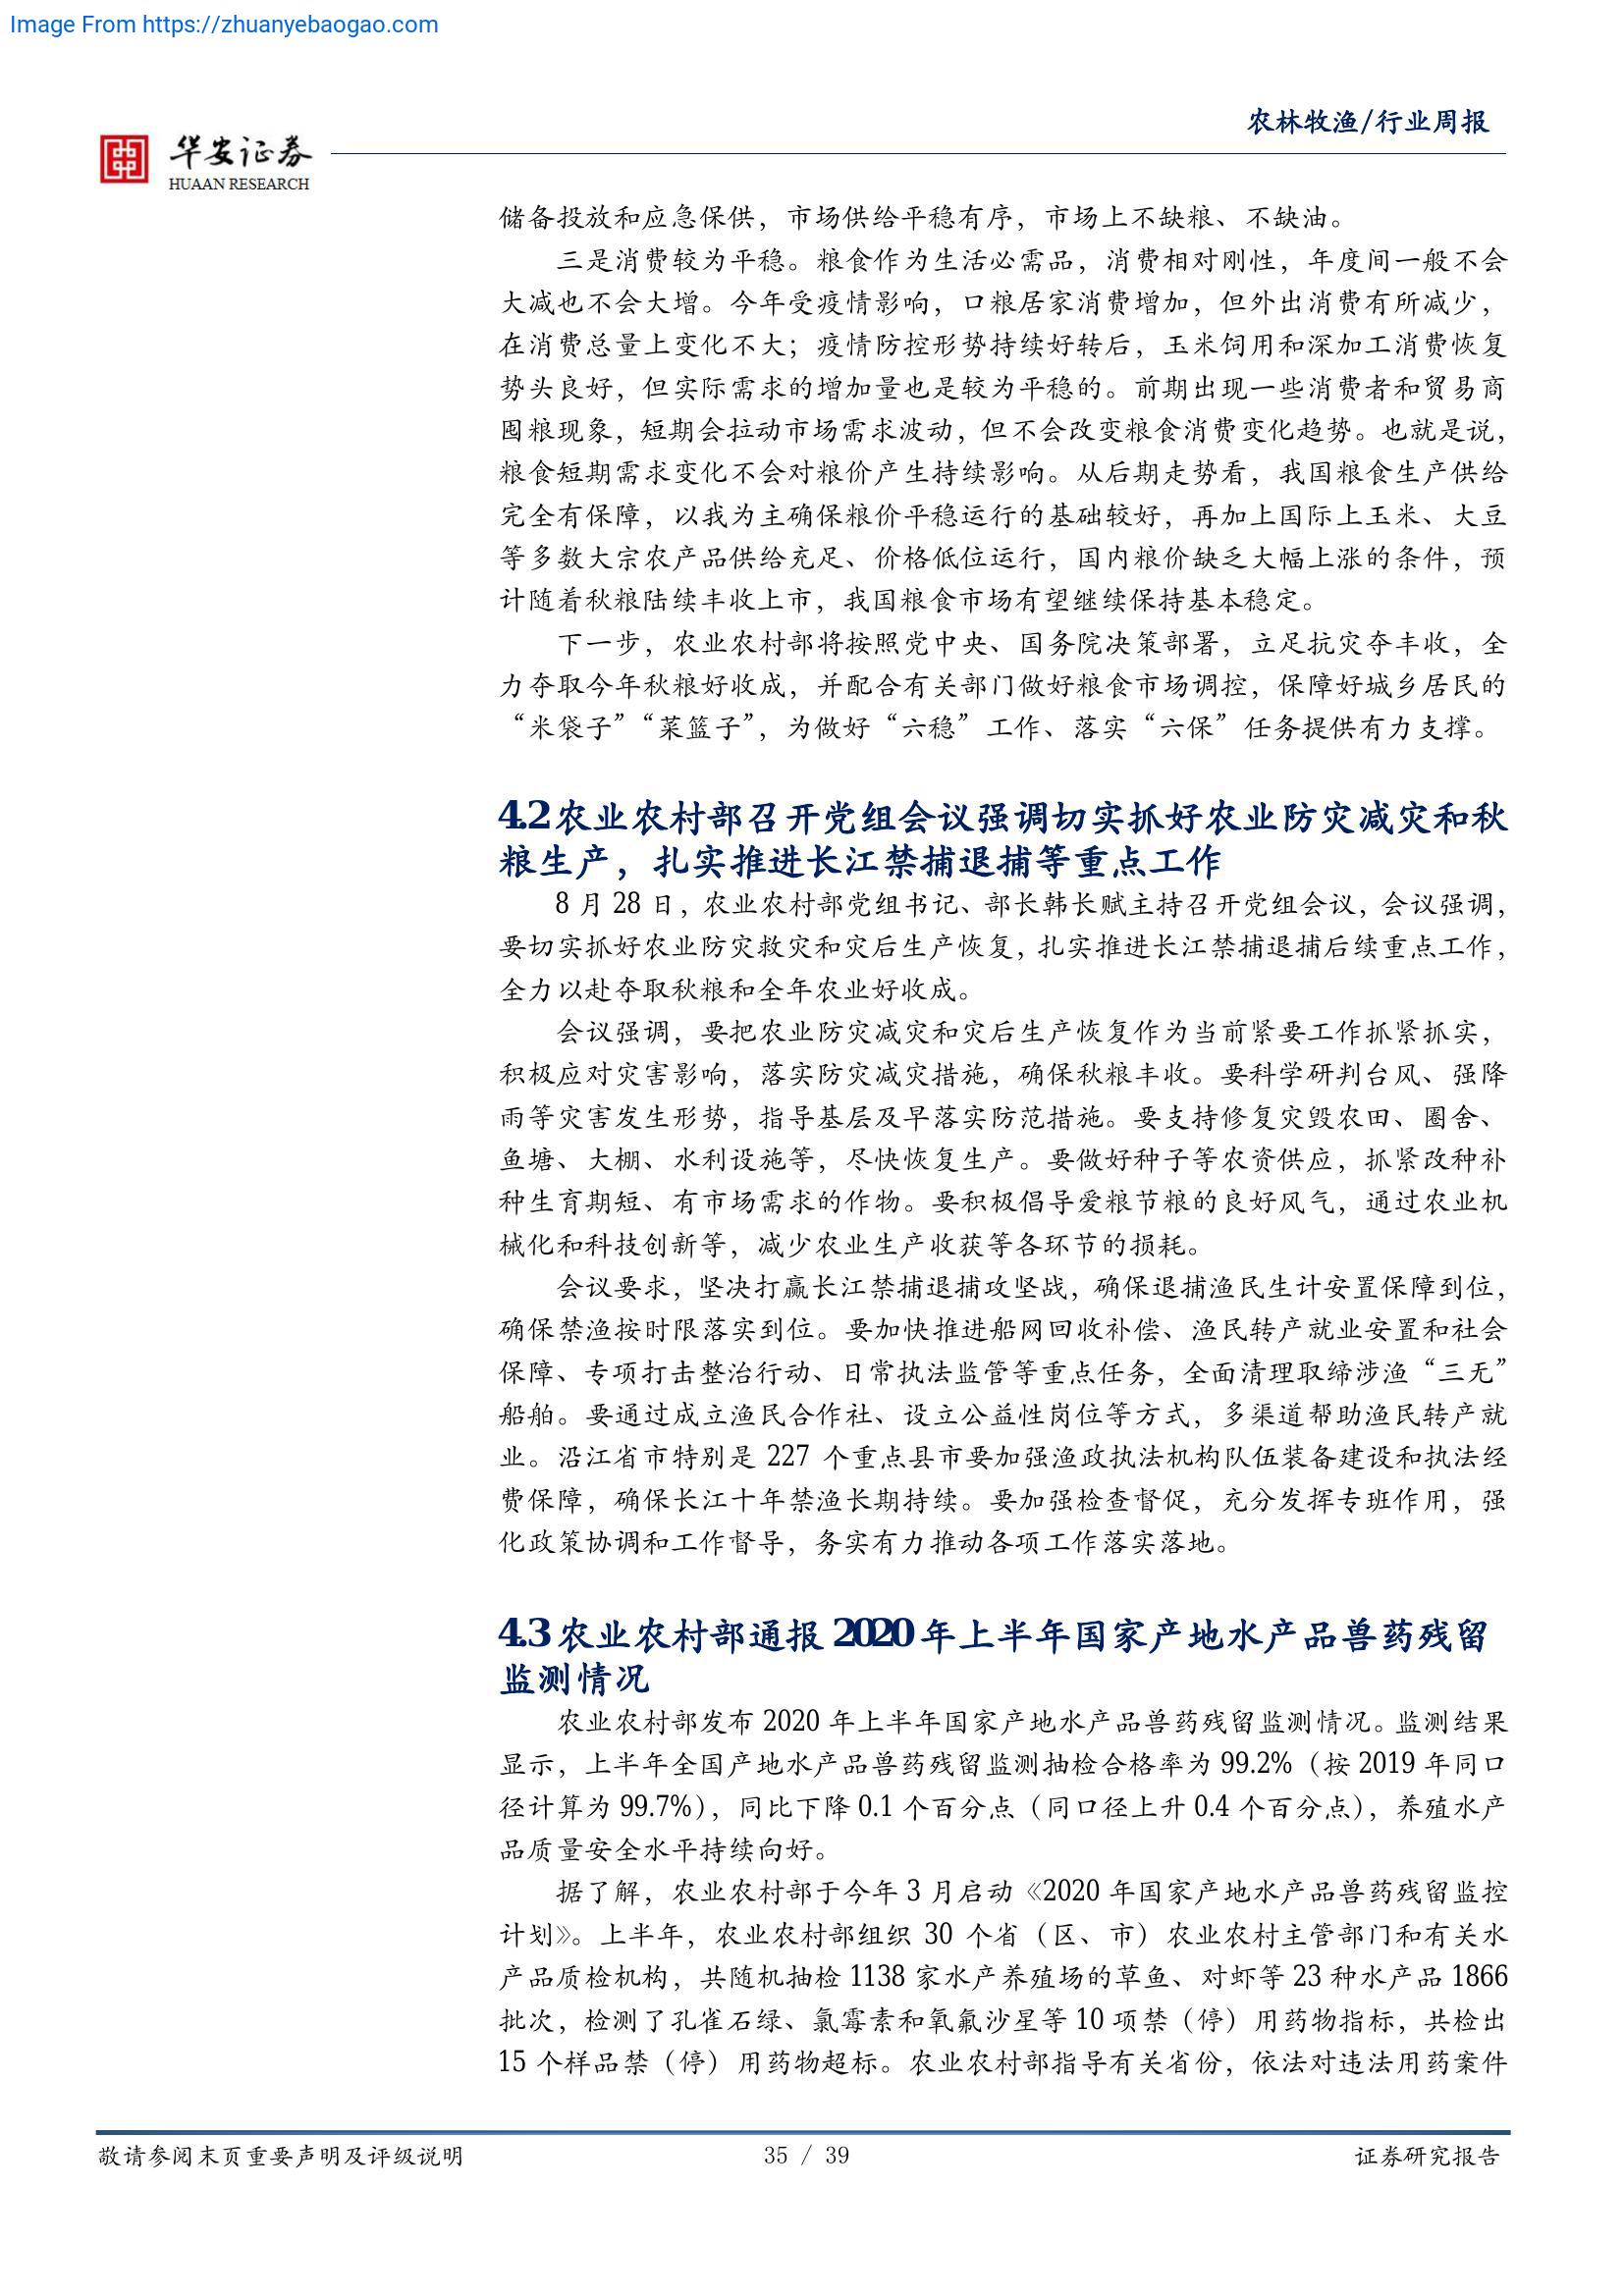 Image From https://zhuanyebaogao.com
农林牧渔/行业周报
华安证券
HUAAN RESEARCH
储备投放和应急保供，市场供给平稳有序，市场上不缺粮、不缺油。
三是消费较为平稳。粮食作为生活必需品，消费相对刚性，年度间一般不会
大减也不会大增。今年受疫情影响，口粮居家消费增加，但外出消费有所减少，
在消费总量上变化不大；疫情防控形势持续好转后，玉米饲用和深加工消费恢复
势头良好，但实际需求的增加量也是较为平稳的。前期出现一些消费者和贸易商
囤粮现象，短期会拉动市场需求波动，但不会改变粮食消费变化趋势。也就是说，
粮食短期需求变化不会对粮价产生持续影响。从后期走势看，我国粮食生产供给
完全有保障，以我为主确保粮价平稳运行的基础较好，再加上国际上玉米、大豆
等多数大宗农产品供给充足、价格低位运行，国内粮价缺乏大幅上涨的条件，预
计随着秋粮陆续丰收上市，我国粮食市场有望继续保持基本稳定。
下一步，农业农村部将按照党中央、国务院决策部署，立足抗灾夺丰收，全
力夺取今年秋粮好收成，并配合有关部门做好粮食市场调控，保障好城乡居民的
“米袋子”“菜篮子”，为做好“六稳”工作、落实“六保”任务提供有力支撑。
4.2 农业农村部召开党组会议强调切实抓好农业防灾减灾和秋
粮生产，扎实推进长江禁捕退捕等重点工作
8 月 28 日，农业农村部党组书记、部长韩长赋主持召开党组会议，会议强调，
要切实抓好农业防灾救灾和灾后生产恢复，扎实推进长江禁捕退捕后续重点工作，
全力以赴夺取秋粮和全年农业好收成。
会议强调，要把农业防灾减灾和灾后生产恢复作为当前紧要工作抓紧抓实，
积极应对灾害影响，落实防灾减灾措施，确保秋粮丰收。要科学研判台风、强降
雨等灾害发生形势，指导基层及早落实防范措施。要支持修复灾毁农田、圈舍、
鱼塘、大棚、水利设施等，尽快恢复生产。要做好种子等农资供应，抓紧改种补
种生育期短、有市场需求的作物。要积极倡导爱粮节粮的良好风气，通过农业机
械化和科技创新等，减少农业生产收获等各环节的损耗。
会议要求，坚决打赢长江禁捕退捕攻坚战，确保退捕渔民生计安置保障到位，
确保禁渔按时限落实到位。要加快推进船网回收补偿、渔民转产就业安置和社会
保障、专项打击整治行动、日常执法监管等重点任务，全面清理取缔涉渔“三无”
船舶。要通过成立渔民合作社、设立公益性岗位等方式，多渠道帮助渔民转产就
业。沿江省市特别是 227 个重点县市要加强渔政执法机构队伍装备建设和执法经
费保障，确保长江十年禁渔长期持续。要加强检查督促，充分发挥专班作用，强
化政策协调和工作督导，务实有力推动各项工作落实落地。
4.3 农业农村部通报 2020 年上半年国家产地水产品兽药残留
监测情况
农业农村部发布 2020 年上半年国家产地水产品兽药残留监测情况。监测结果
显示，上半年全国产地水产品兽药残留监测抽检合格率为 99.2%（按 2019 年同口
径计算为 99.7%），同比下降 0.1 个百分点（同口径上升 0.4 个百分点），养殖水产
品质量安全水平持续向好。
据了解，农业农村部于今年 3 月启动《2020 年国家产地水产品兽药残留监控
计划》。上半年，农业农村部组织 30 个省（区、市）农业农村主管部门和有关水
产品质检机构，共随机抽检 1138 家水产养殖场的草鱼、对虾等 23 种水产品 1866
批次，检测了孔雀石绿、氯霉素和氧氟沙星等 10 项禁（停）用药物指标，共检出
15 个样品禁（停）用药物超标。农业农村部指导有关省份，依法对违法用药案件
敬请参阅末页重要声明及评级说明
35 / 39
证券研究报告